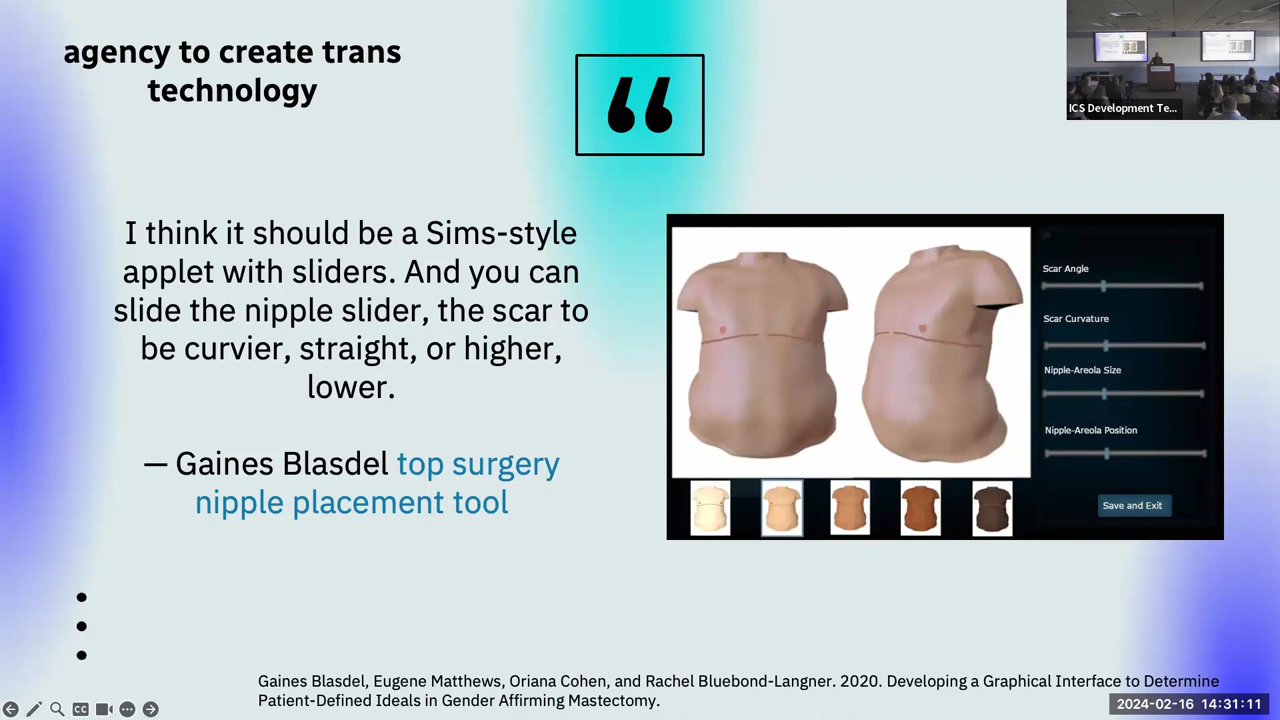 agency to create trans
technology
“
ICS Development Te...
I think it should be a Sims-style
applet with sliders. And you can
slide the nipple slider, the scar to
be curvier, straight, or higher,
lower.
— Gaines Blasdel top surgery
nipple placement tool
Scar Angle
Scar Curvature
Nipple-Areola Size
Nipple-Areola Position
Save and Exit
Gaines Blasdel, Eugene Matthews, Oriana Cohen, and Rachel Bluebond-Langner. 2020. Developing a Graphical Interface to Determine
Patient-Defined Ideals in Gender Affirming Mastectomy.
CC
2024-02-16 14:31:11